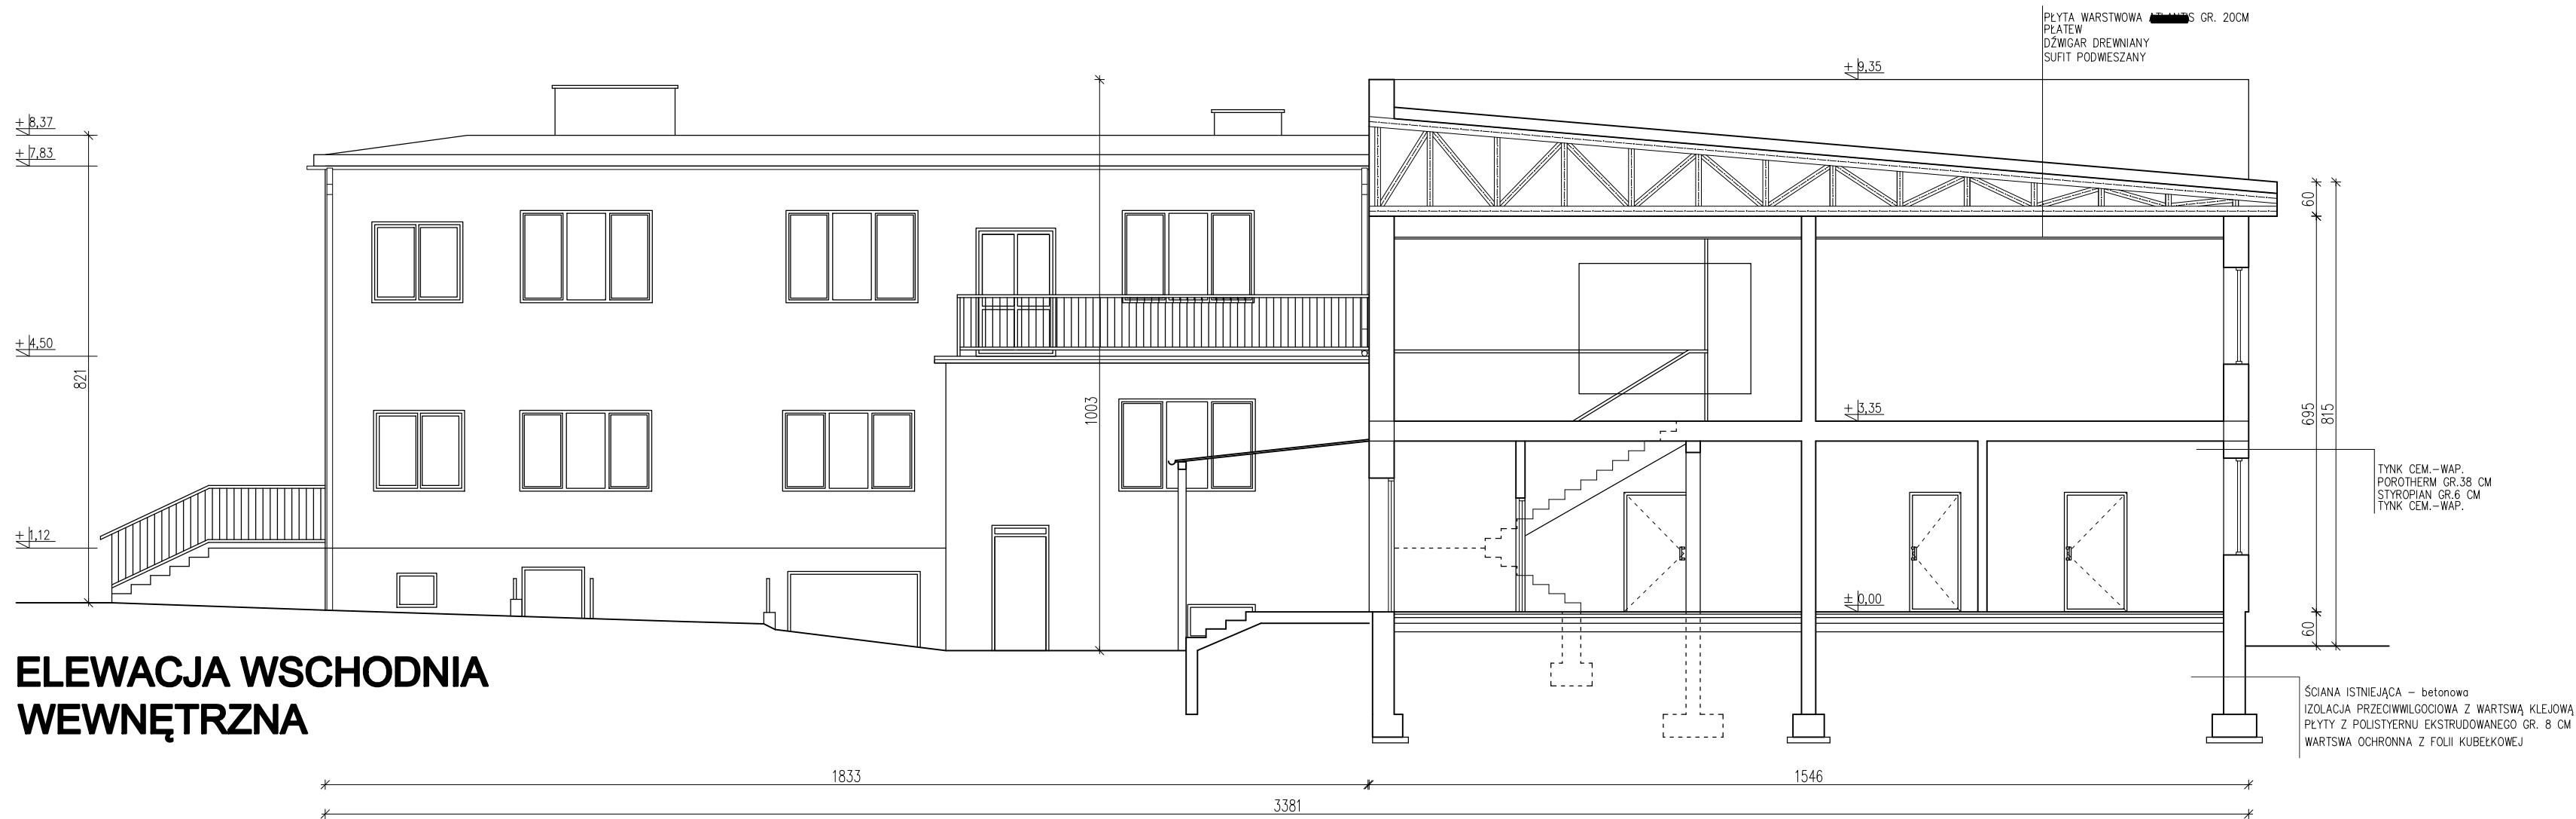 PŁYTA WARSTWOWA GR. 20CM
PŁATEW
DŹWIGAR DREWNIANY
SUFIT PODWIESZANY
+ 9,35
+ 8,37
+ 7,83
60
+ 4,50
821
1003
+ 3,35
695
815
TYNK CEM.-WAP.
POROTHERM GR.38 CM
STYROPIAN GR.6 CM
TYNK CEM.-WAP.
+ 1,12
± 0,00
60
ELEWACJA WSCHODNIA
WEWNĘTRZNA
ŚCIANA ISTNIEJĄCA – betonowa
IZOLACJA PRZECIWWILGOCIOWA Z WARTSWĄ KLEJOWĄ
PŁYTY Z POLISTYERNU EKSTRUDOWANEGO GR. 8 CM
WARTSWA OCHRONNA Z FOLII KUBEŁKOWEJ
1833
1546
3381